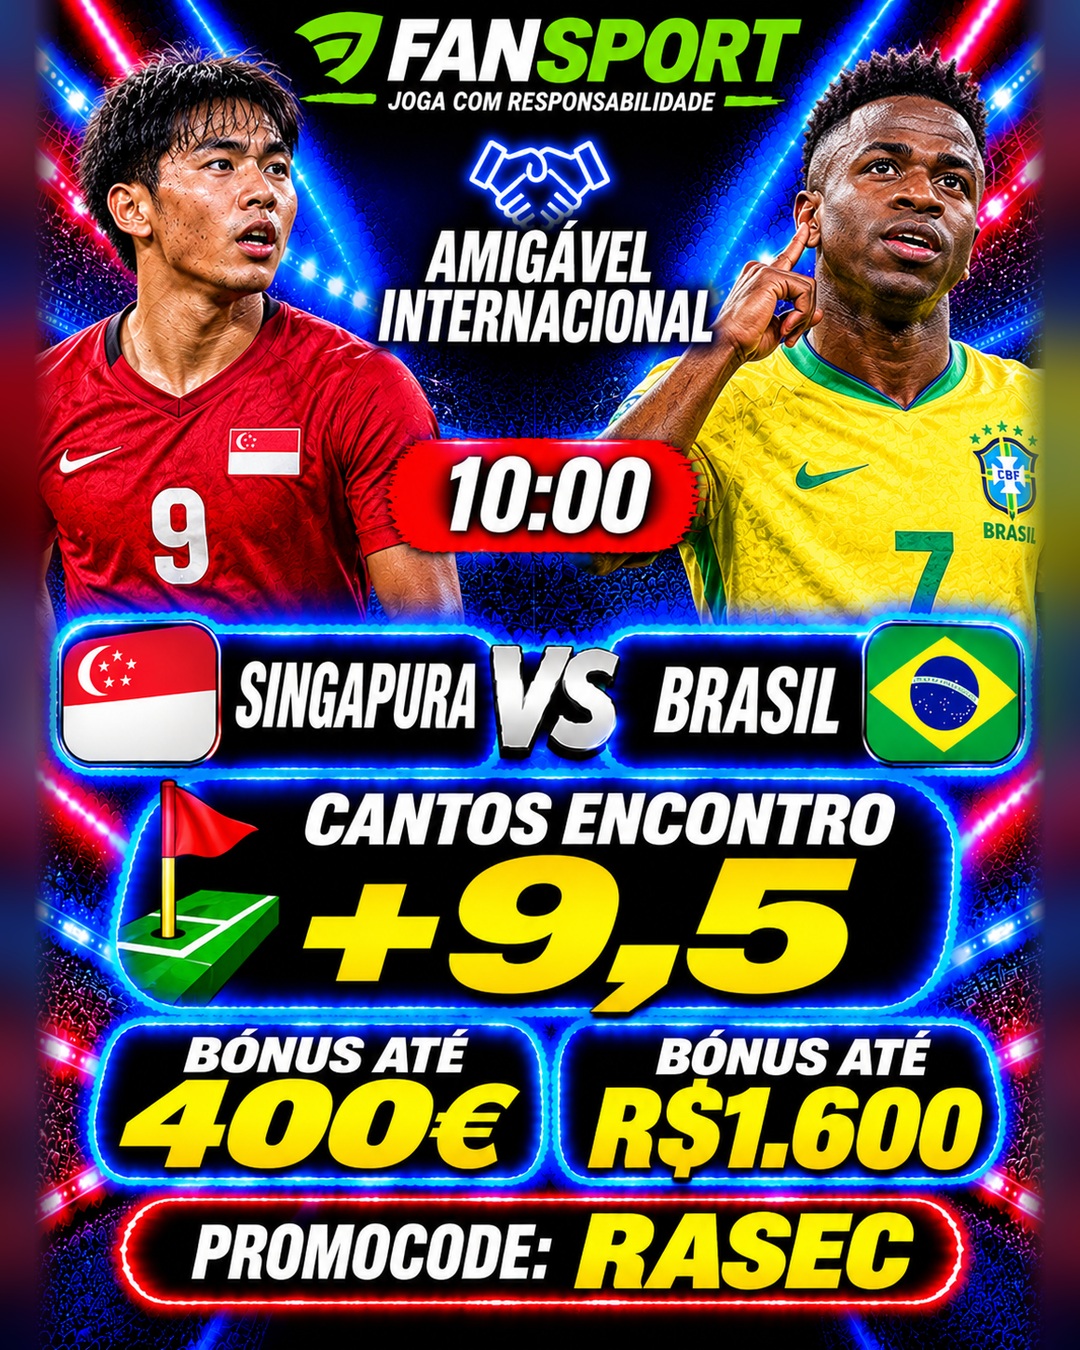 FANSPORT
JOGA COM RESPONSABILIDADE
AMIGÁVEL
INTERNACIONAL
10:00
9
CBF
BRASIL
7
SINGAPURA VS BRASIL
CANTOS ENCONTRO
+9,5
BÓNUS ATÉ
400€
BÓNUS ATÉ
R$1.600
PROMOCODE: RASEC